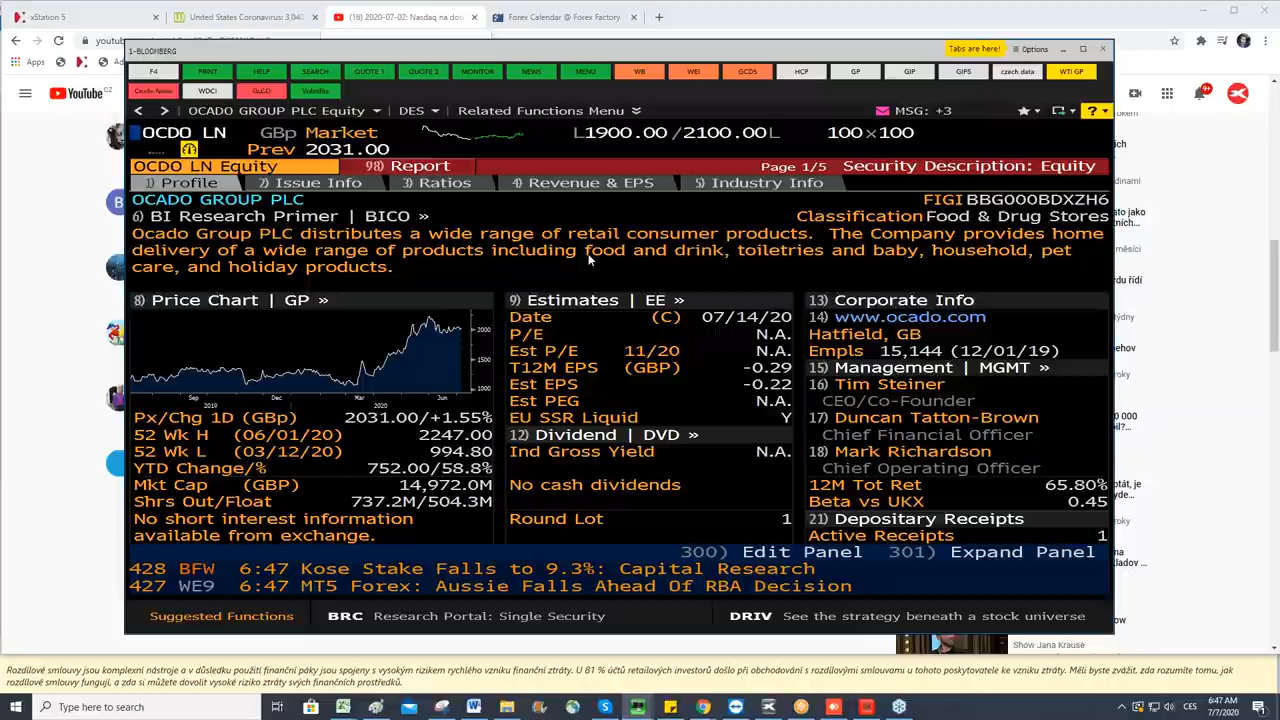 xStation 5
United States Coronavirus: 3,040
(18) 2020-07-02: Nasdaq na do
Forex Calendar @ Forex Factory
youtub
Apps
YouTube CZ
9+
1-BLOOMBERG
Tabs are here!
Options
F4 PRINT HELP SEARCH QUOTE 1 QUOTE 2 MONITOR NEWS MENU WB WEI GCDS HCP GP GIP GIPS czech data WTI GP
WDCI
OCADO GROUP PLC Equity DES Related Functions Menu MSG: +3
OCDO LN GBp Market L1900.00 /2100.00L 100×100
Prev 2031.00
OCDO LN Equity 98) Report Page 1/5 Security Description: Equity
1) Profile 2) Issue Info 3) Ratios 4) Revenue & EPS 5) Industry Info
OCADO GROUP PLC FIGI BBG000BDXZH6
6) BI Research Primer | BICO » Classification Food & Drug Stores
Ocado Group PLC distributes a wide range of retail consumer products. The Company provides home
delivery of a wide range of products including food and drink, toiletries and baby, household, pet
care, and holiday products.
8) Price Chart | GP »
2000
1500
1000
Sep Dec Mar Jun
2019 2020
Px/Chg 1D (GBp) 2031.00/+1.55%
52 Wk H (06/01/20) 2247.00
52 Wk L (03/12/20) 994.80
YTD Change/% 752.00/58.8%
Mkt Cap (GBP) 14,972.0M
Shrs Out/Float 737.2M/504.3M
No short interest information
available from exchange.
9) Estimates | EE »
Date (C) 07/14/20
P/E N.A.
Est P/E 11/20 N.A.
T12M EPS (GBP) -0.29
Est EPS -0.22
Est PEG N.A.
EU SSR Liquid Y
12) Dividend | DVD »
Ind Gross Yield N.A.
No cash dividends
Round Lot 1
13) Corporate Info
14) www.ocado.com
Hatfield, GB
Empls 15,144 (12/01/19)
15) Management | MGMT »
16) Tim Steiner
CEO/Co-Founder
17) Duncan Tatton-Brown
Chief Financial Officer
18) Mark Richardson
Chief Operating Officer
12M Tot Ret 65.80%
Beta vs UKX 0.45
21) Depositary Receipts
Active Receipts 1
300) Edit Panel 301) Expand Panel
428 BFW 6:47 Kose Stake Falls to 9.3%: Capital Research
427 WE9 6:47 MT5 Forex: Aussie Falls Ahead Of RBA Decision
Suggested Functions BRC Research Portal: Single Security DRIV See the strategy beneath a stock universe
Show Jana Krause
Rozdílové smlouvy jsou komplexní nástroje a v důsledku použití finanční páky jsou spojeny s vysokým rizikem rychlého vzniku finanční ztráty. U 81 % účtů retailových investorů došlo při obchodování s rozdílovými smlouvami u tohoto poskytovatele ke vzniku ztráty. Měli byste zvážit, zda rozumíte tomu, jak
rozdílové smlouvy fungují, a zda si můžete dovolit vysoké riziko ztráty svých finančních prostředků.
Type here to search
CES
6:47 AM
7/7/2020